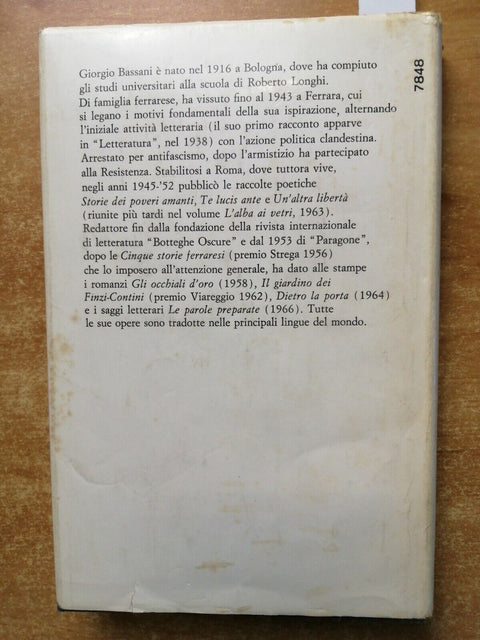 Giorgio Bassani è nato nel 1916 a Bologna, dove ha compiuto
gli studi universitari alla scuola di Roberto Longhi.
Di famiglia ferrarese, ha vissuto fino al 1943 a Ferrara, cui
si legano i motivi fondamentali della sua ispirazione, alternando
l'iniziale attività letteraria (il suo primo racconto apparve
in "Letteratura", nel 1938) con l'azione politica clandestina.
Arrestato per antifascismo, dopo l'armistizio ha partecipato
alla Resistenza. Stabilitosi a Roma, dove tuttora vive,
negli anni 1945-'52 pubblicò le raccolte poetiche
Storie dei poveri amanti, Te lucis ante e Un'altra libertà
(riunite più tardi nel volume L'alba ai vetri, 1963).
Redattore fin dalla fondazione della rivista internazionale
di letteratura "Botteghe Oscure" e dal 1953 di "Paragone",
dopo le Cinque storie ferraresi (premio Strega 1956)
che lo imposero all'attenzione generale, ha dato alle stampe
i romanzi Gli occhiali d'oro (1958), Il giardino dei
Finzi-Contini (premio Viareggio 1962), Dietro la porta (1964)
e i saggi letterari Le parole preparate (1966). Tutte
le sue opere sono tradotte nelle principali lingue del mondo.
7848